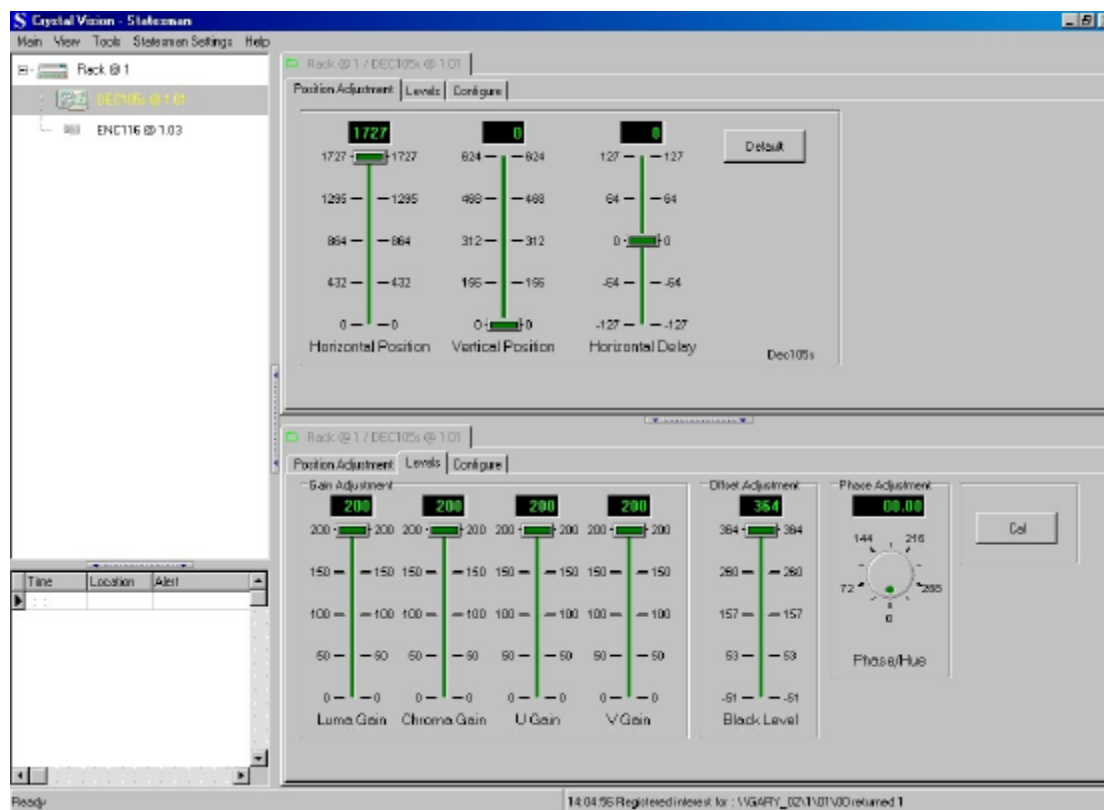 Crystal Vision - Statesman
Main View Tools Statesman Settings Help
Rack @ 1
DEC105s @ 1.01
ENC116 @ 1.03
Rack @ 1 / DEC105s @ 1.01
Position Adjustment Levels Configure
1727 0 0
Default
1727 1727 624 624 127 127
1295 1295 468 468 64 64
864 864 312 312 0 0
432 432 156 156 -64 -64
0 0 0 0 -127 -127
Horizontal Position Vertical Position Horizontal Delay
Dec105s
Rack @ 1 / DEC105s @ 1.01
Position Adjustment Levels Configure
Gain Adjustment Offset Adjustment Phase Adjustment
200 200 200 200 364 00.00
Cal
200 200 200 200 200 200 200 200 364 364
144 216
150 150 150 150 150 150 150 150 260 260
72 288
100 100 100 100 100 100 100 100 157 157
0
50 50 50 50 50 50 50 50 53 53
Phase/Hue
0 0 0 0 0 0 0 0 -51 -51
Luma Gain Chroma Gain U Gain V Gain Black Level
Time Location Alert
: :
Ready
14:04:56 Registered interest for : \\GARY_02\1\01\00 returned 1